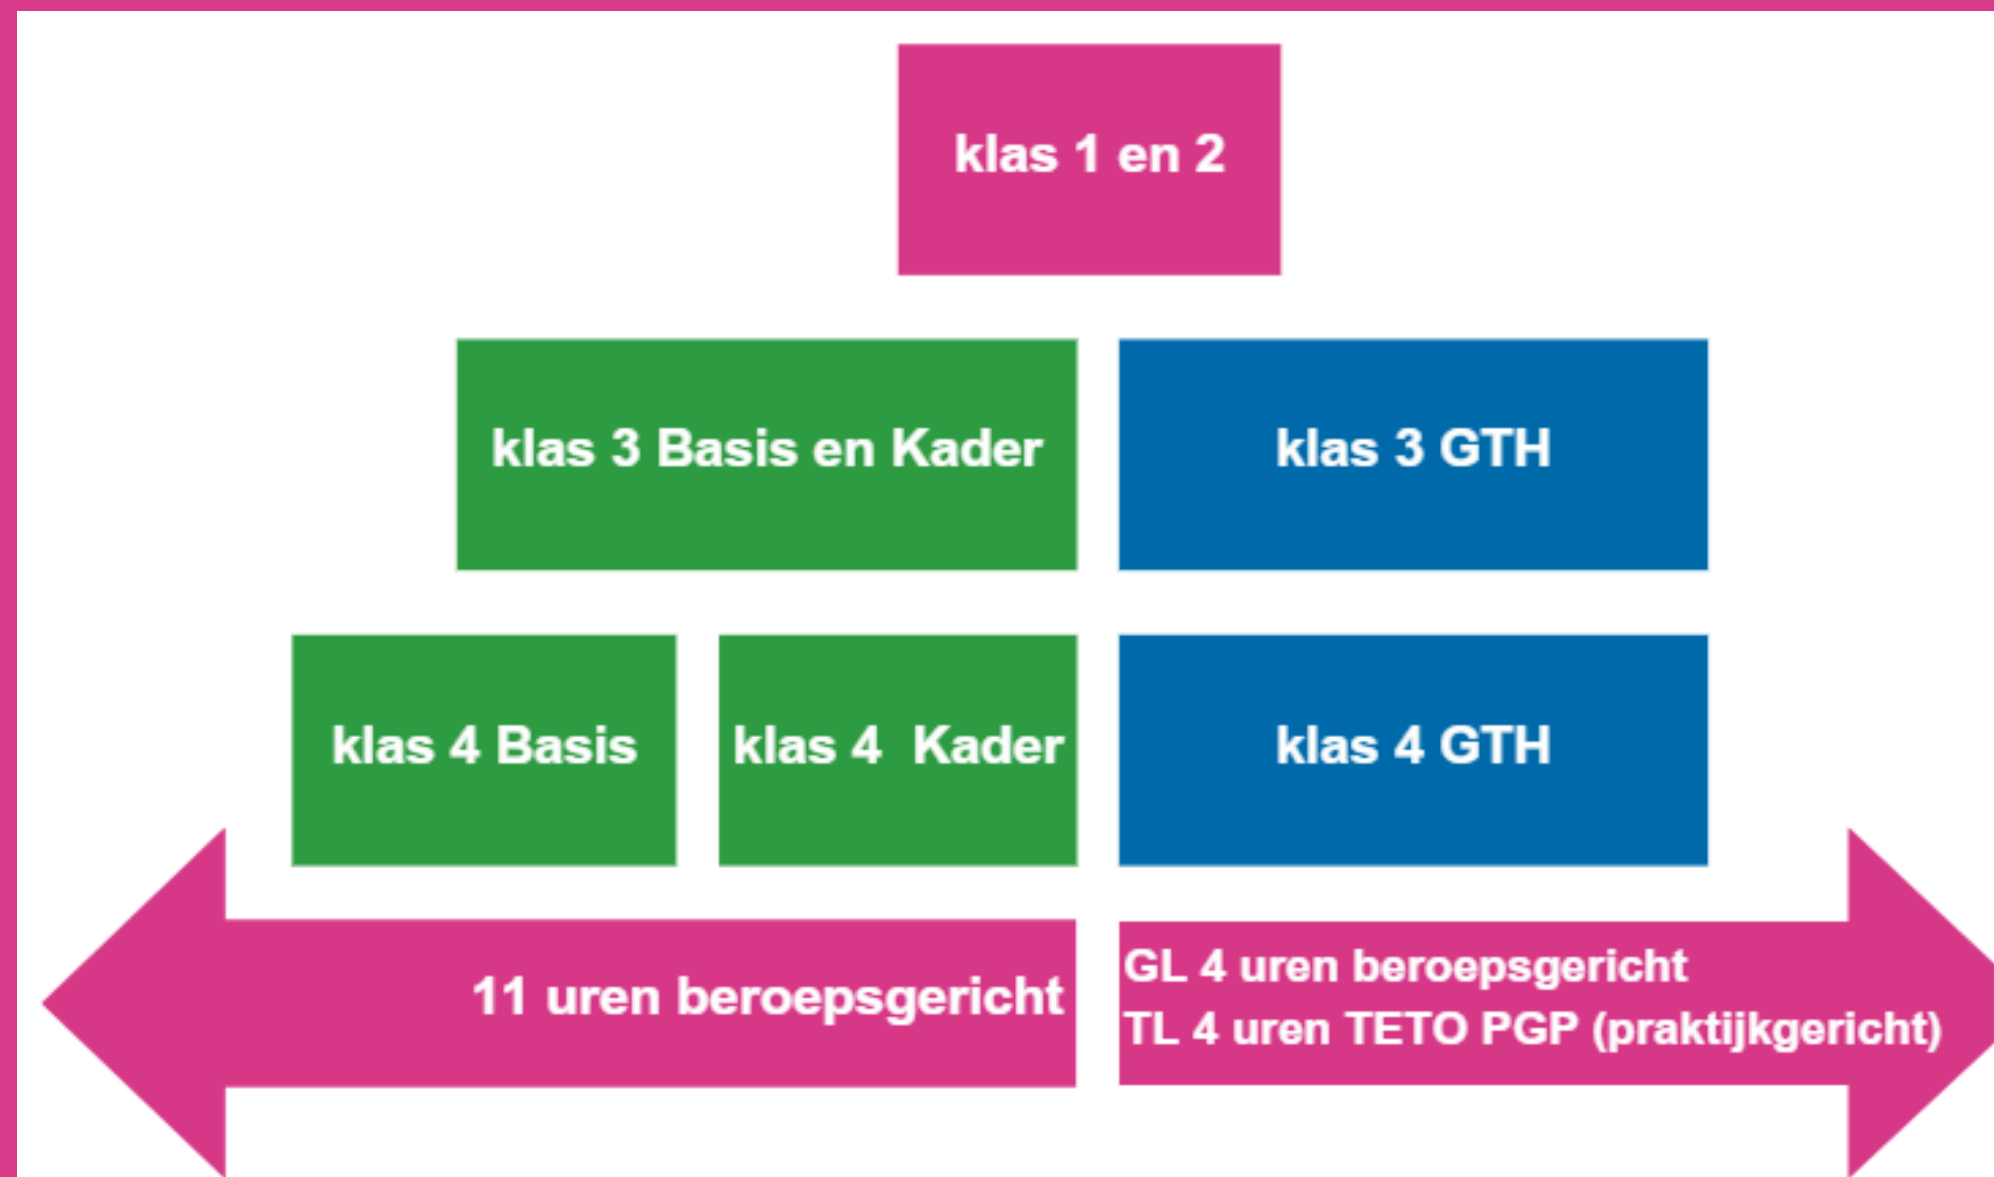 klas 1 en 2
klas 3 Basis en Kader
klas 3 GTH
klas 4 Basis
klas 4 Kader
klas 4 GTH
11 uren beroepsgericht
GL 4 uren beroepsgericht
TL 4 uren TETO PGP (praktijkgericht)